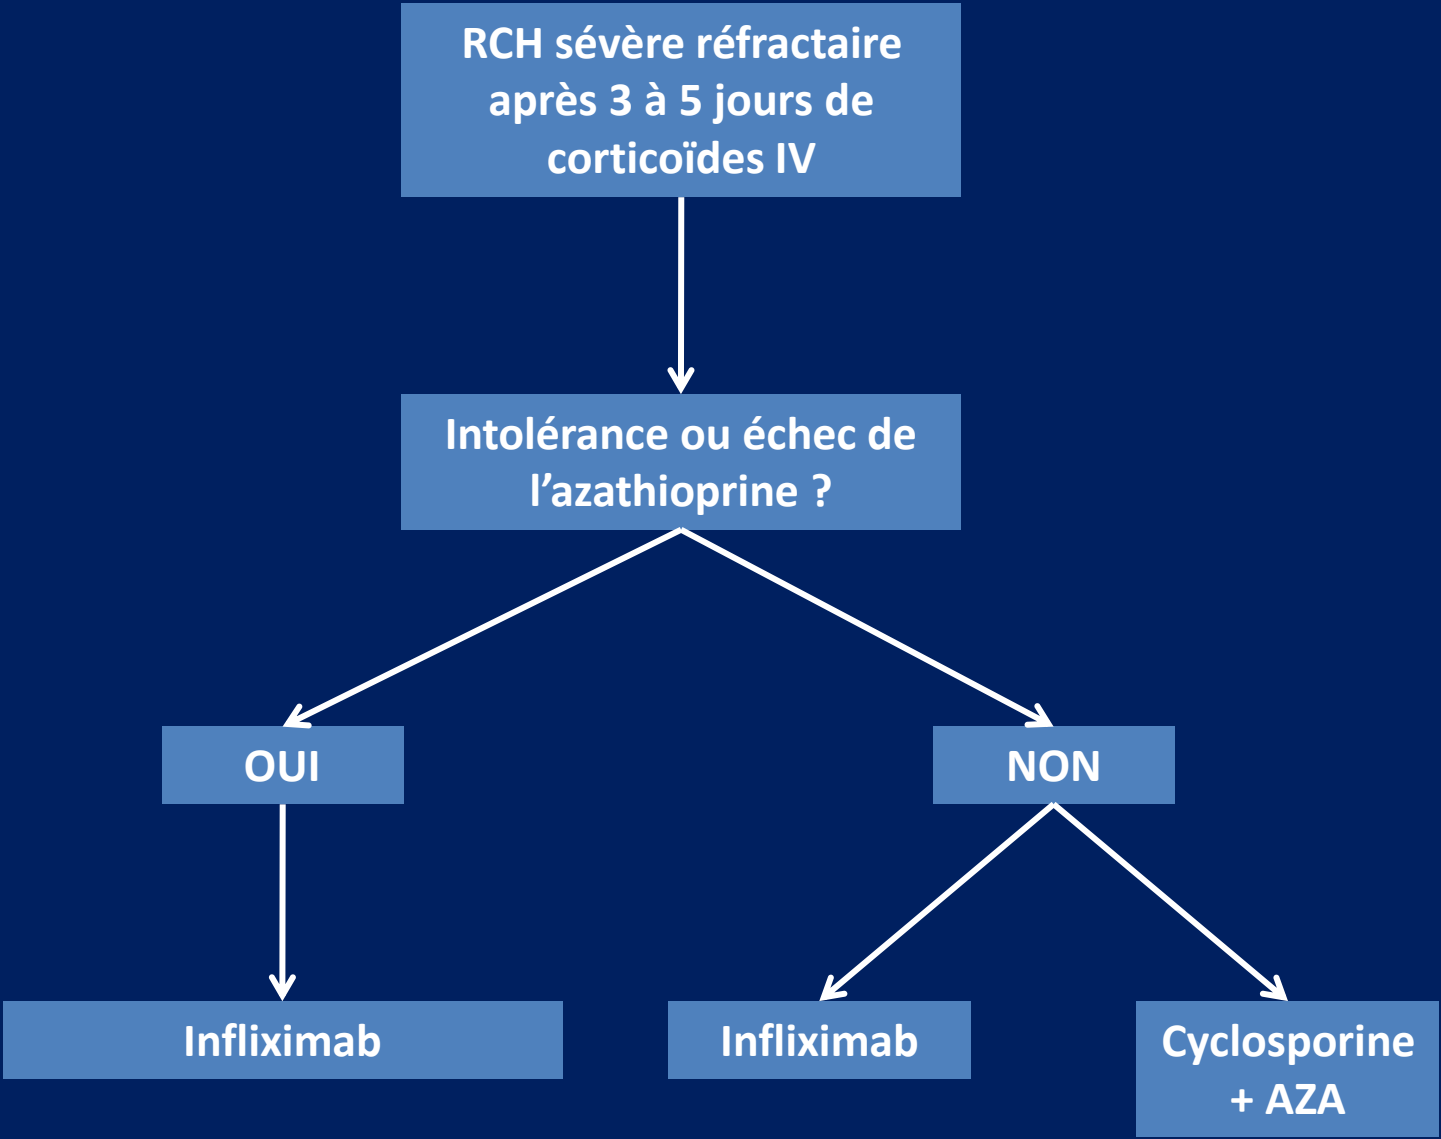 RCH sévère réfractaire
après 3 à 5 jours de
corticoïdes IV
Intolérance ou échec de
l’azathioprine ?
OUI
NON
Infliximab
Infliximab
Cyclosporine
+ AZA